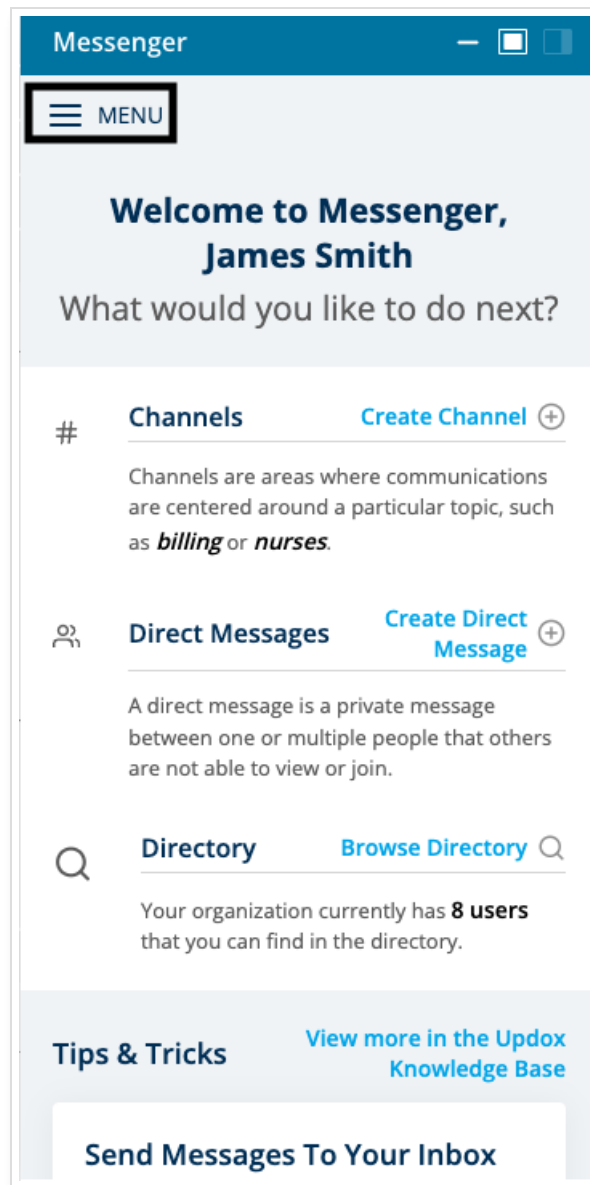 Messenger
MENU
Welcome to Messenger,
James Smith
What would you like to do next?
# Channels Create Channel
Channels are areas where communications
are centered around a particular topic, such
as billing or nurses.
Direct Messages Create Direct
Message
A direct message is a private message
between one or multiple people that others
are not able to view or join.
Directory Browse Directory
Your organization currently has 8 users
that you can find in the directory.
Tips & Tricks View more in the Updox
Knowledge Base
Send Messages To Your Inbox